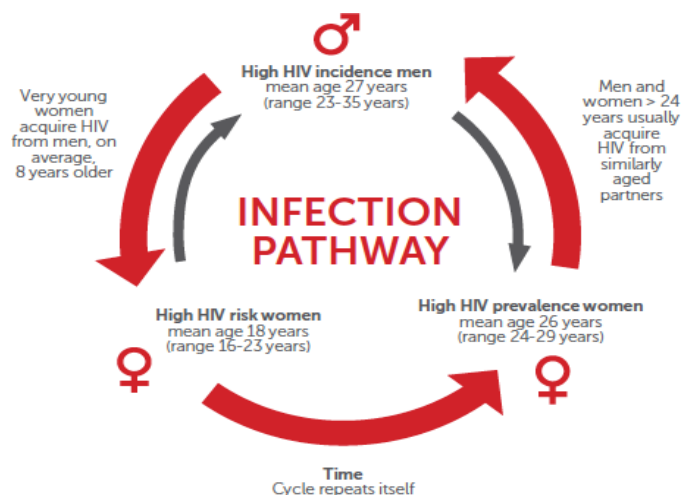 High HIV incidence men
mean age 27 years
(range 23-35 years)
Very young
women
acquire HIV
from men, on
average,
8 years older
Men and
women > 24
years usually
acquire
HIV from
similarly
aged
partners
INFECTION
PATHWAY
High HIV risk women
mean age 18 years
(range 16-23 years)
High HIV prevalence women
mean age 26 years
(range 24-29 years)
Time
Cycle repeats itself